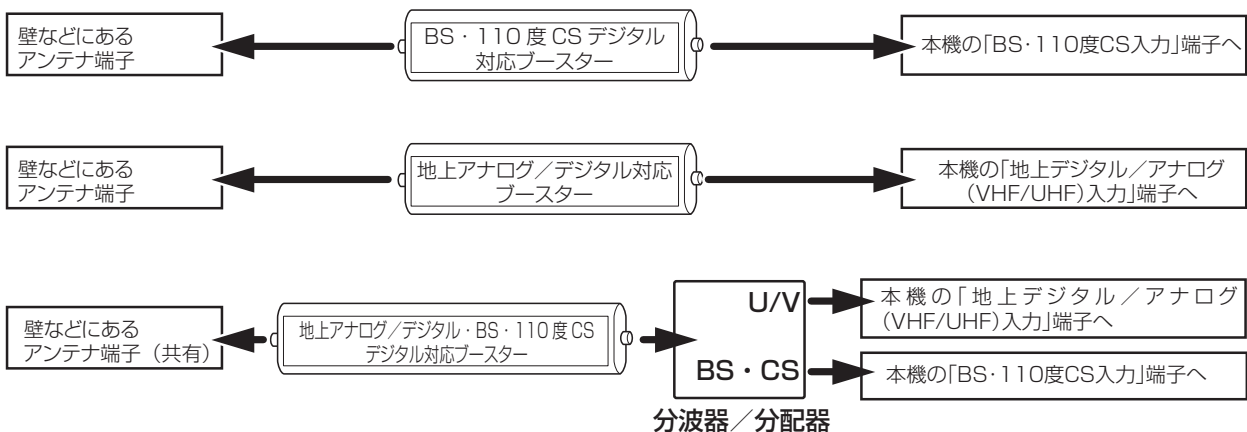 壁などにある
アンテナ端子
BS・110度CSデジタル
対応ブースター
本機の「BS・110度CS入力」端子へ
壁などにある
アンテナ端子
地上アナログ／デジタル対応
ブースター
本機の「地上デジタル／アナログ
(VHF/UHF)入力」端子へ
壁などにある
アンテナ端子（共有）
地上アナログ／デジタル・BS・110度CS
デジタル対応ブースター
U/V
BS・CS
分波器／分配器
本機の「地上デジタル／アナログ
(VHF/UHF)入力」端子へ
本機の「BS・110度CS入力」端子へ